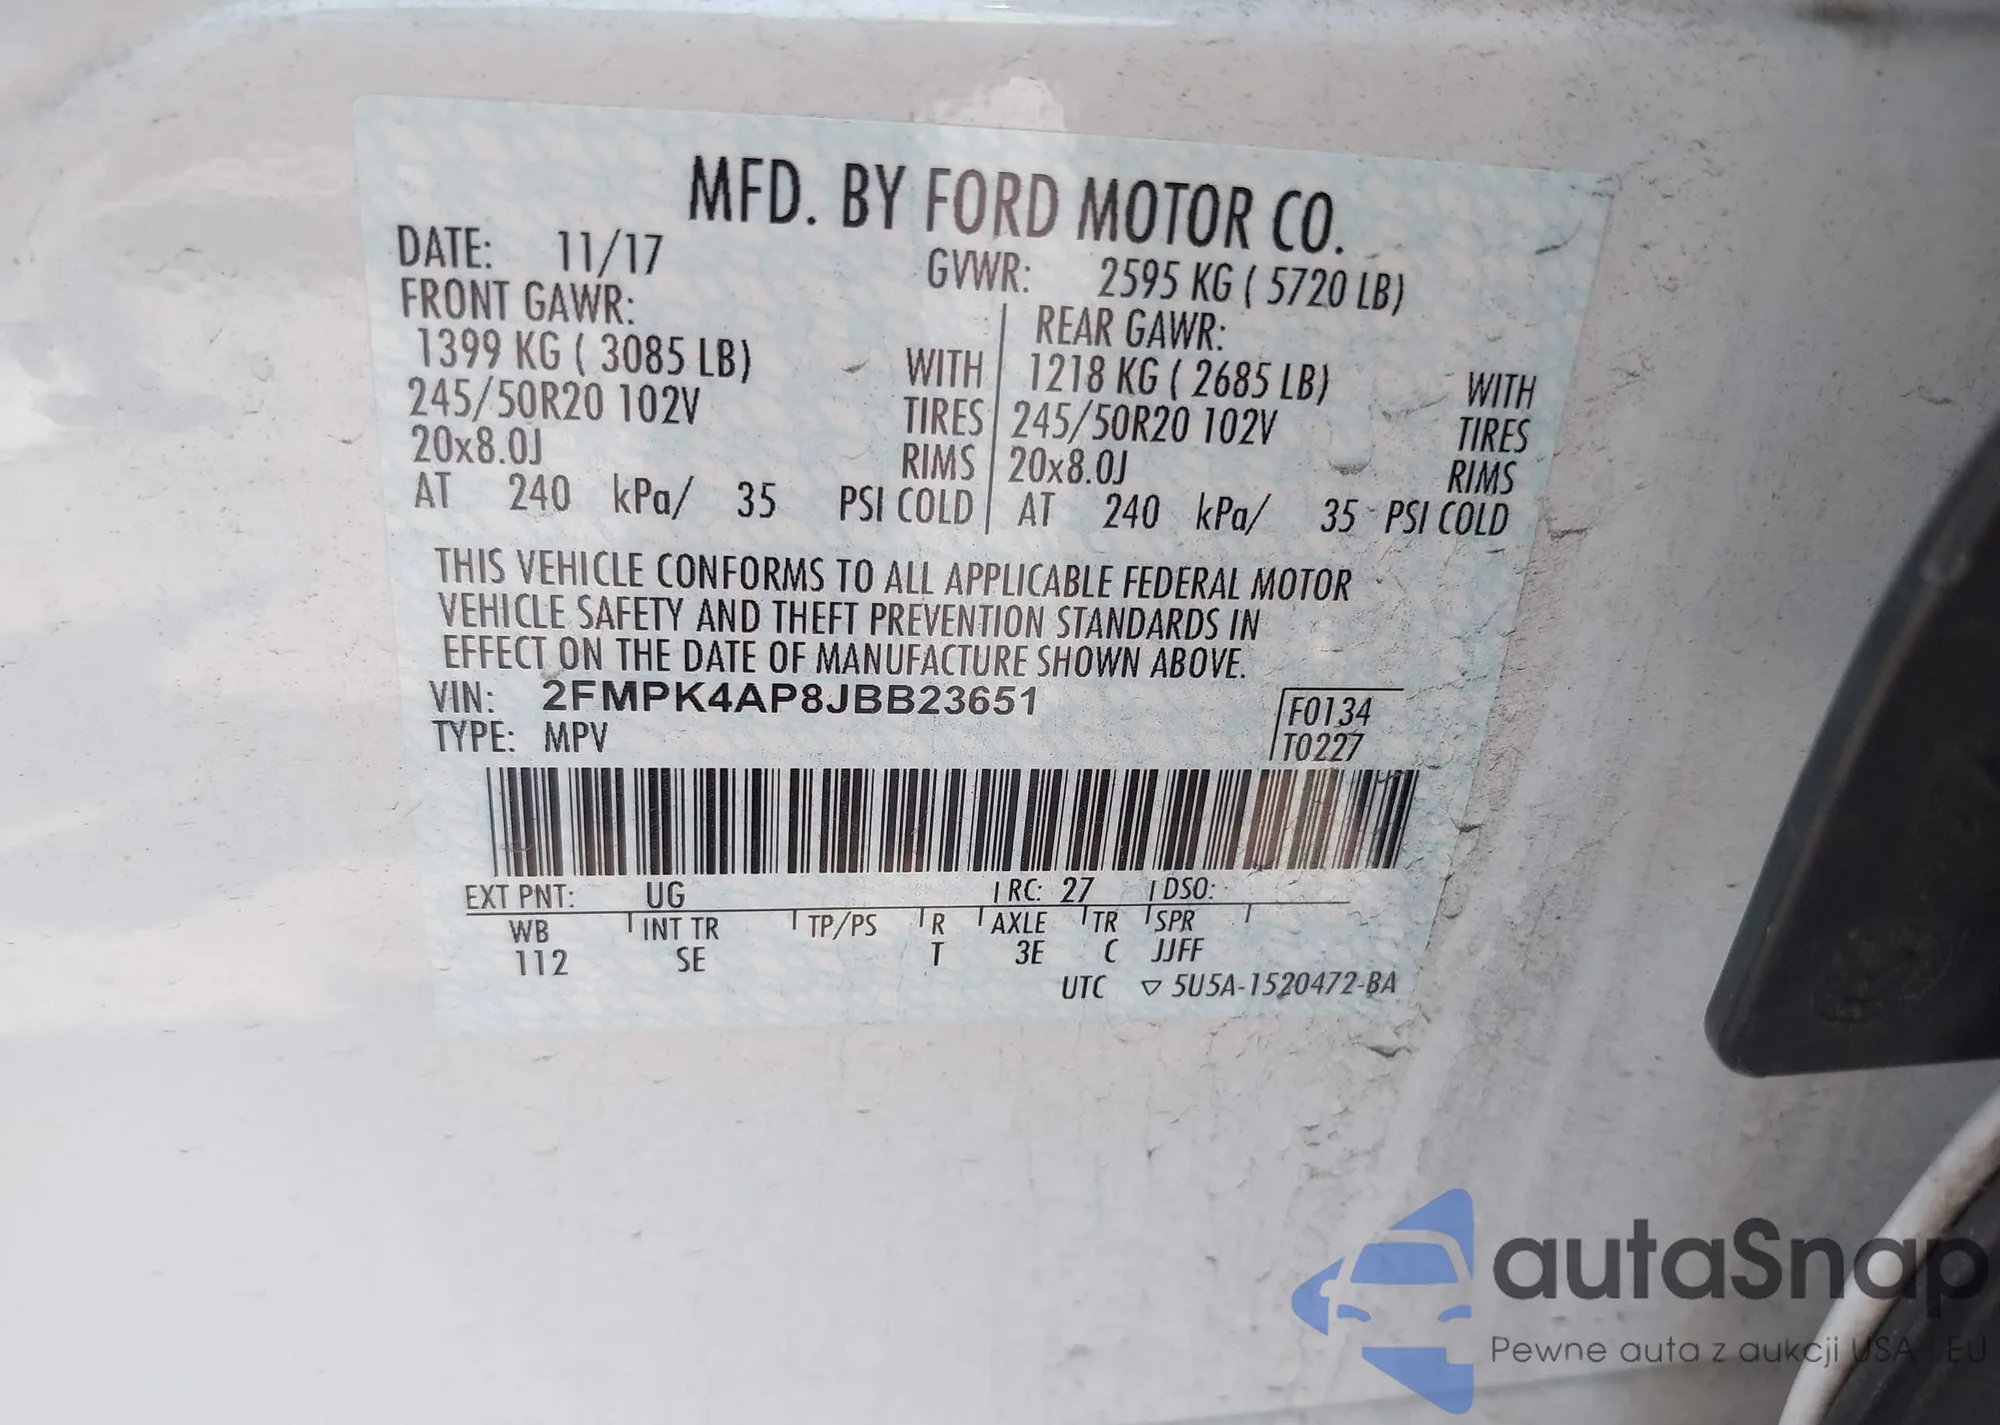 MFD. BY FORD MOTOR CO.
DATE: 11/17 GVWR: 2595 KG ( 5720 LB)
FRONT GAWR: REAR GAWR:
1399 KG ( 3085 LB) WITH 1218 KG ( 2685 LB) WITH
245/50R20 102V TIRES 245/50R20 102V TIRES
20x8.0J RIMS 20x8.0J RIMS
AT 240 kPa/ 35 PSI COLD AT 240 kPa/ 35 PSI COLD
THIS VEHICLE CONFORMS TO ALL APPLICABLE FEDERAL MOTOR
VEHICLE SAFETY AND THEFT PREVENTION STANDARDS IN
EFFECT ON THE DATE OF MANUFACTURE SHOWN ABOVE.
VIN: 2FMPK4AP8JBB23651 F0134
TYPE: MPV T0227
EXT PNT: UG RC: 27 DSO:
WB INT TR TP/PS R AXLE TR SPR
112 SE T 3E C JJFF
UTC ▽ 5U5A-1520472-BA
autaSnap
Pewne auta z aukcji USA i EU